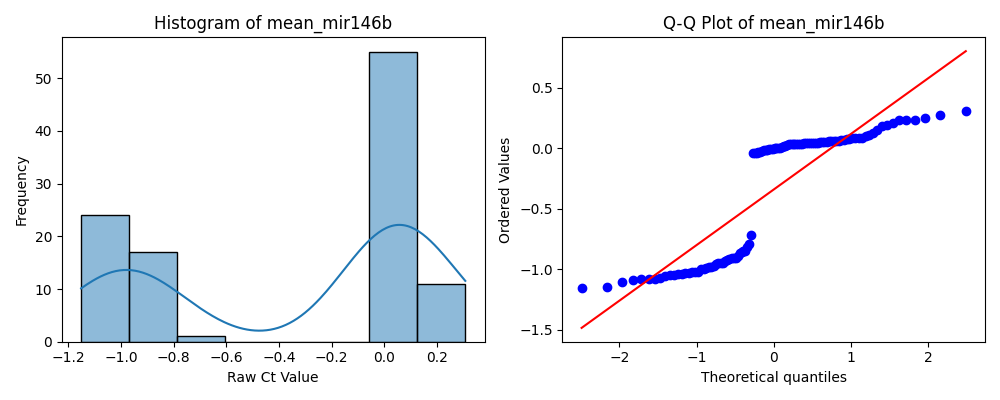 Histogram of mean_mir146b
Frequency
50
40
30
20
10
0
−1.2 −1.0 −0.8 −0.6 −0.4 −0.2 0.0 0.2
Raw Ct Value
Q-Q Plot of mean_mir146b
Ordered Values
0.5
0.0
−0.5
−1.0
−1.5
−2 −1 0 1 2
Theoretical quantiles